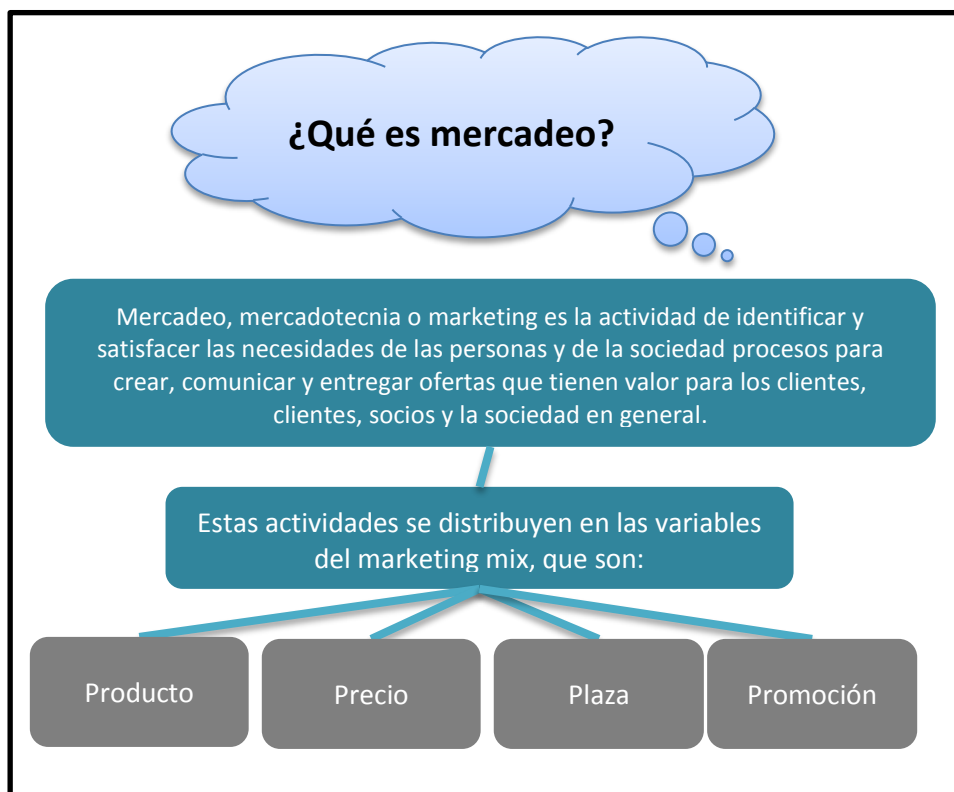 ¿Qué es mercadeo?
Mercadeo, mercadotecnia o marketing es la actividad de identificar y
satisfacer las necesidades de las personas y de la sociedad procesos para
crear, comunicar y entregar ofertas que tienen valor para los clientes,
clientes, socios y la sociedad en general.
Estas actividades se distribuyen en las variables
del marketing mix, que son:
Producto
Precio
Plaza
Promoción